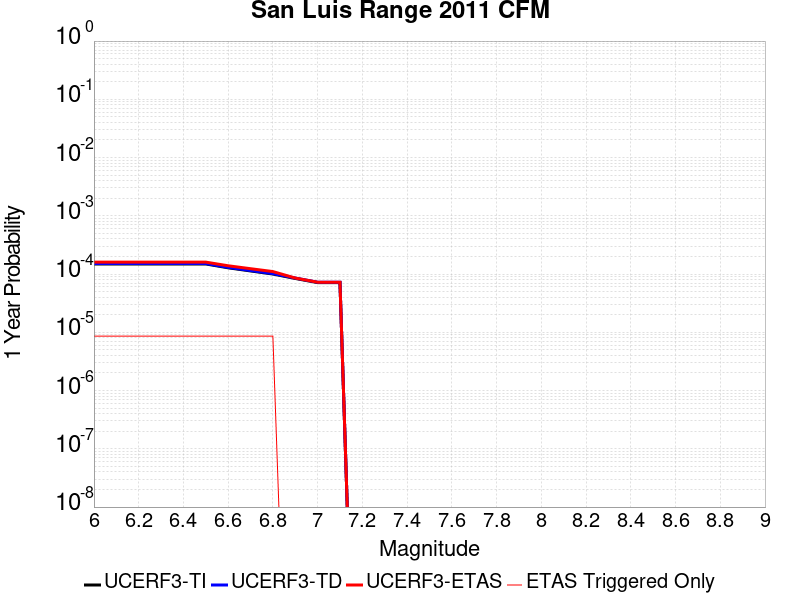 San Luis Range 2011 CFM
10^0
10^-1
10^-2
10^-3
10^-4
10^-5
10^-6
10^-7
10^-8
1 Year Probability
6 6.2 6.4 6.6 6.8 7 7.2 7.4 7.6 7.8 8 8.2 8.4 8.6 8.8 9
Magnitude
UCERF3-TI UCERF3-TD UCERF3-ETAS ETAS Triggered Only